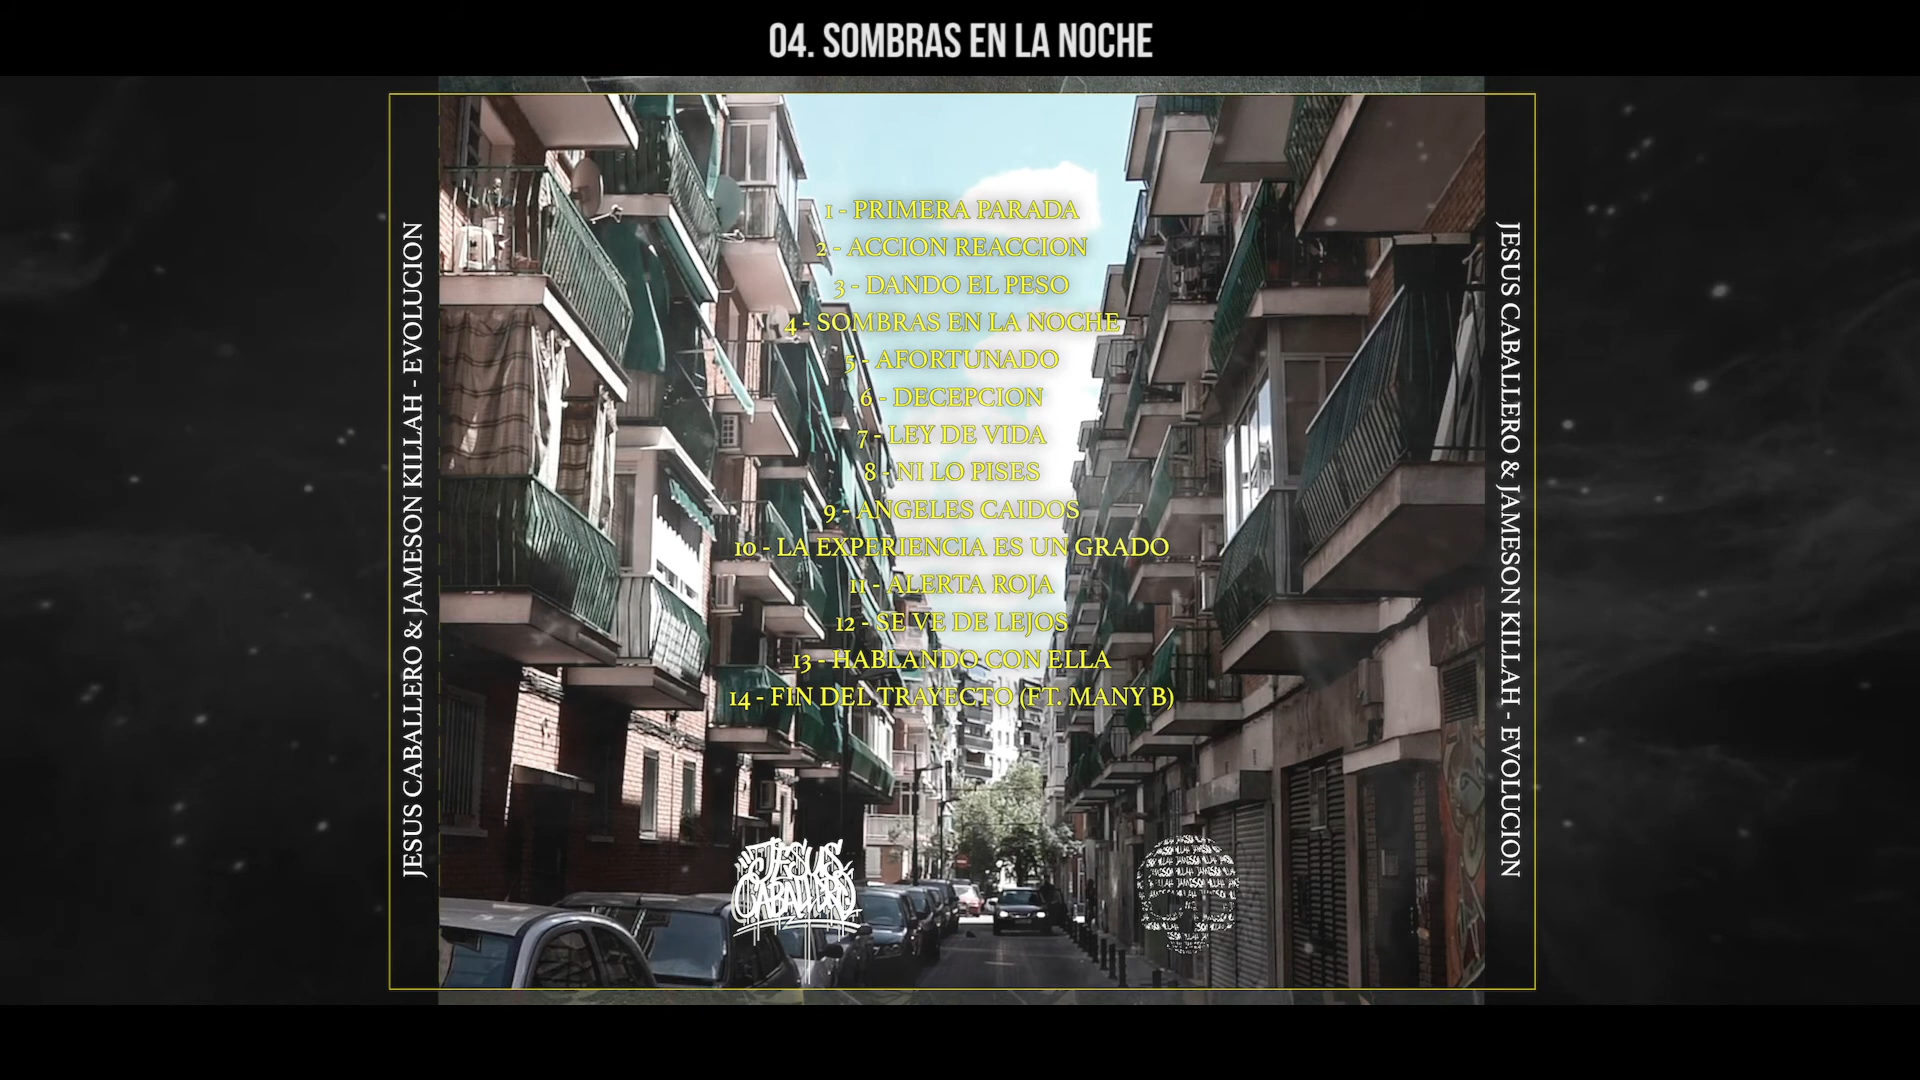 04. SOMBRAS EN LA NOCHE
JESUS CABALLERO & JAMESON KILLAH - EVOLUCION
1 - PRIMERA PARADA
2 - ACCION REACCION
3 - DANDO EL PESO
4 - SOMBRAS EN LA NOCHE
5 - AFORTUNADO
6 - DECEPCION
7 - LEY DE VIDA
8 - NI LO PISES
9 - ANGELES CAIDOS
10 - LA EXPERIENCIA ES UN GRADO
11 - ALERTA ROJA
12 - SE VE DE LEJOS
13 - HABLANDO CON ELLA
14 - FIN DEL TRAYECTO (FT. MANY B)
JESUS CABALLERO & JAMESON KILLAH - EVOLUCION
JESUS
CABALLERO